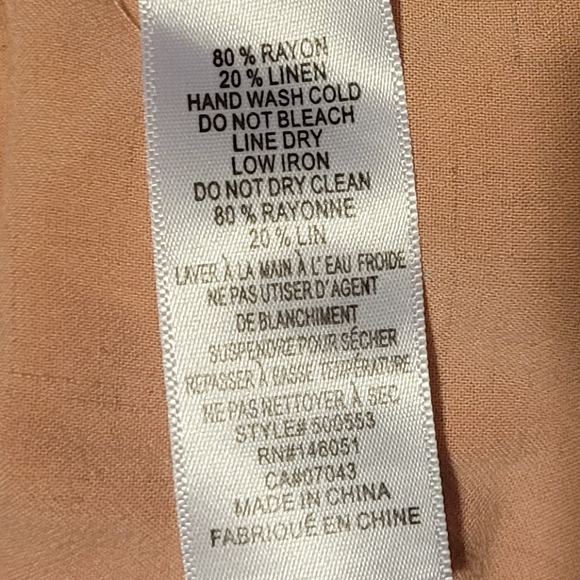 80 % RAYON
20 % LINEN
HAND WASH COLD
DO NOT BLEACH
LINE DRY
LOW IRON
DO NOT DRY CLEAN
80 % RAYONNE
20 % LIN
LAVER À LA MAIN À L' EAU FROIDE
NE PAS UTISER D' AGENT
DE BLANCHIMENT
SUSPENDRE POUR SÉCHER
REPASSER À BASSE TEMPÉRATURE
NE PAS NETTOYER À SEC
STYLE# 500553
RN#146051
CA#07043
MADE IN CHINA
FABRIQUÉ EN CHINE